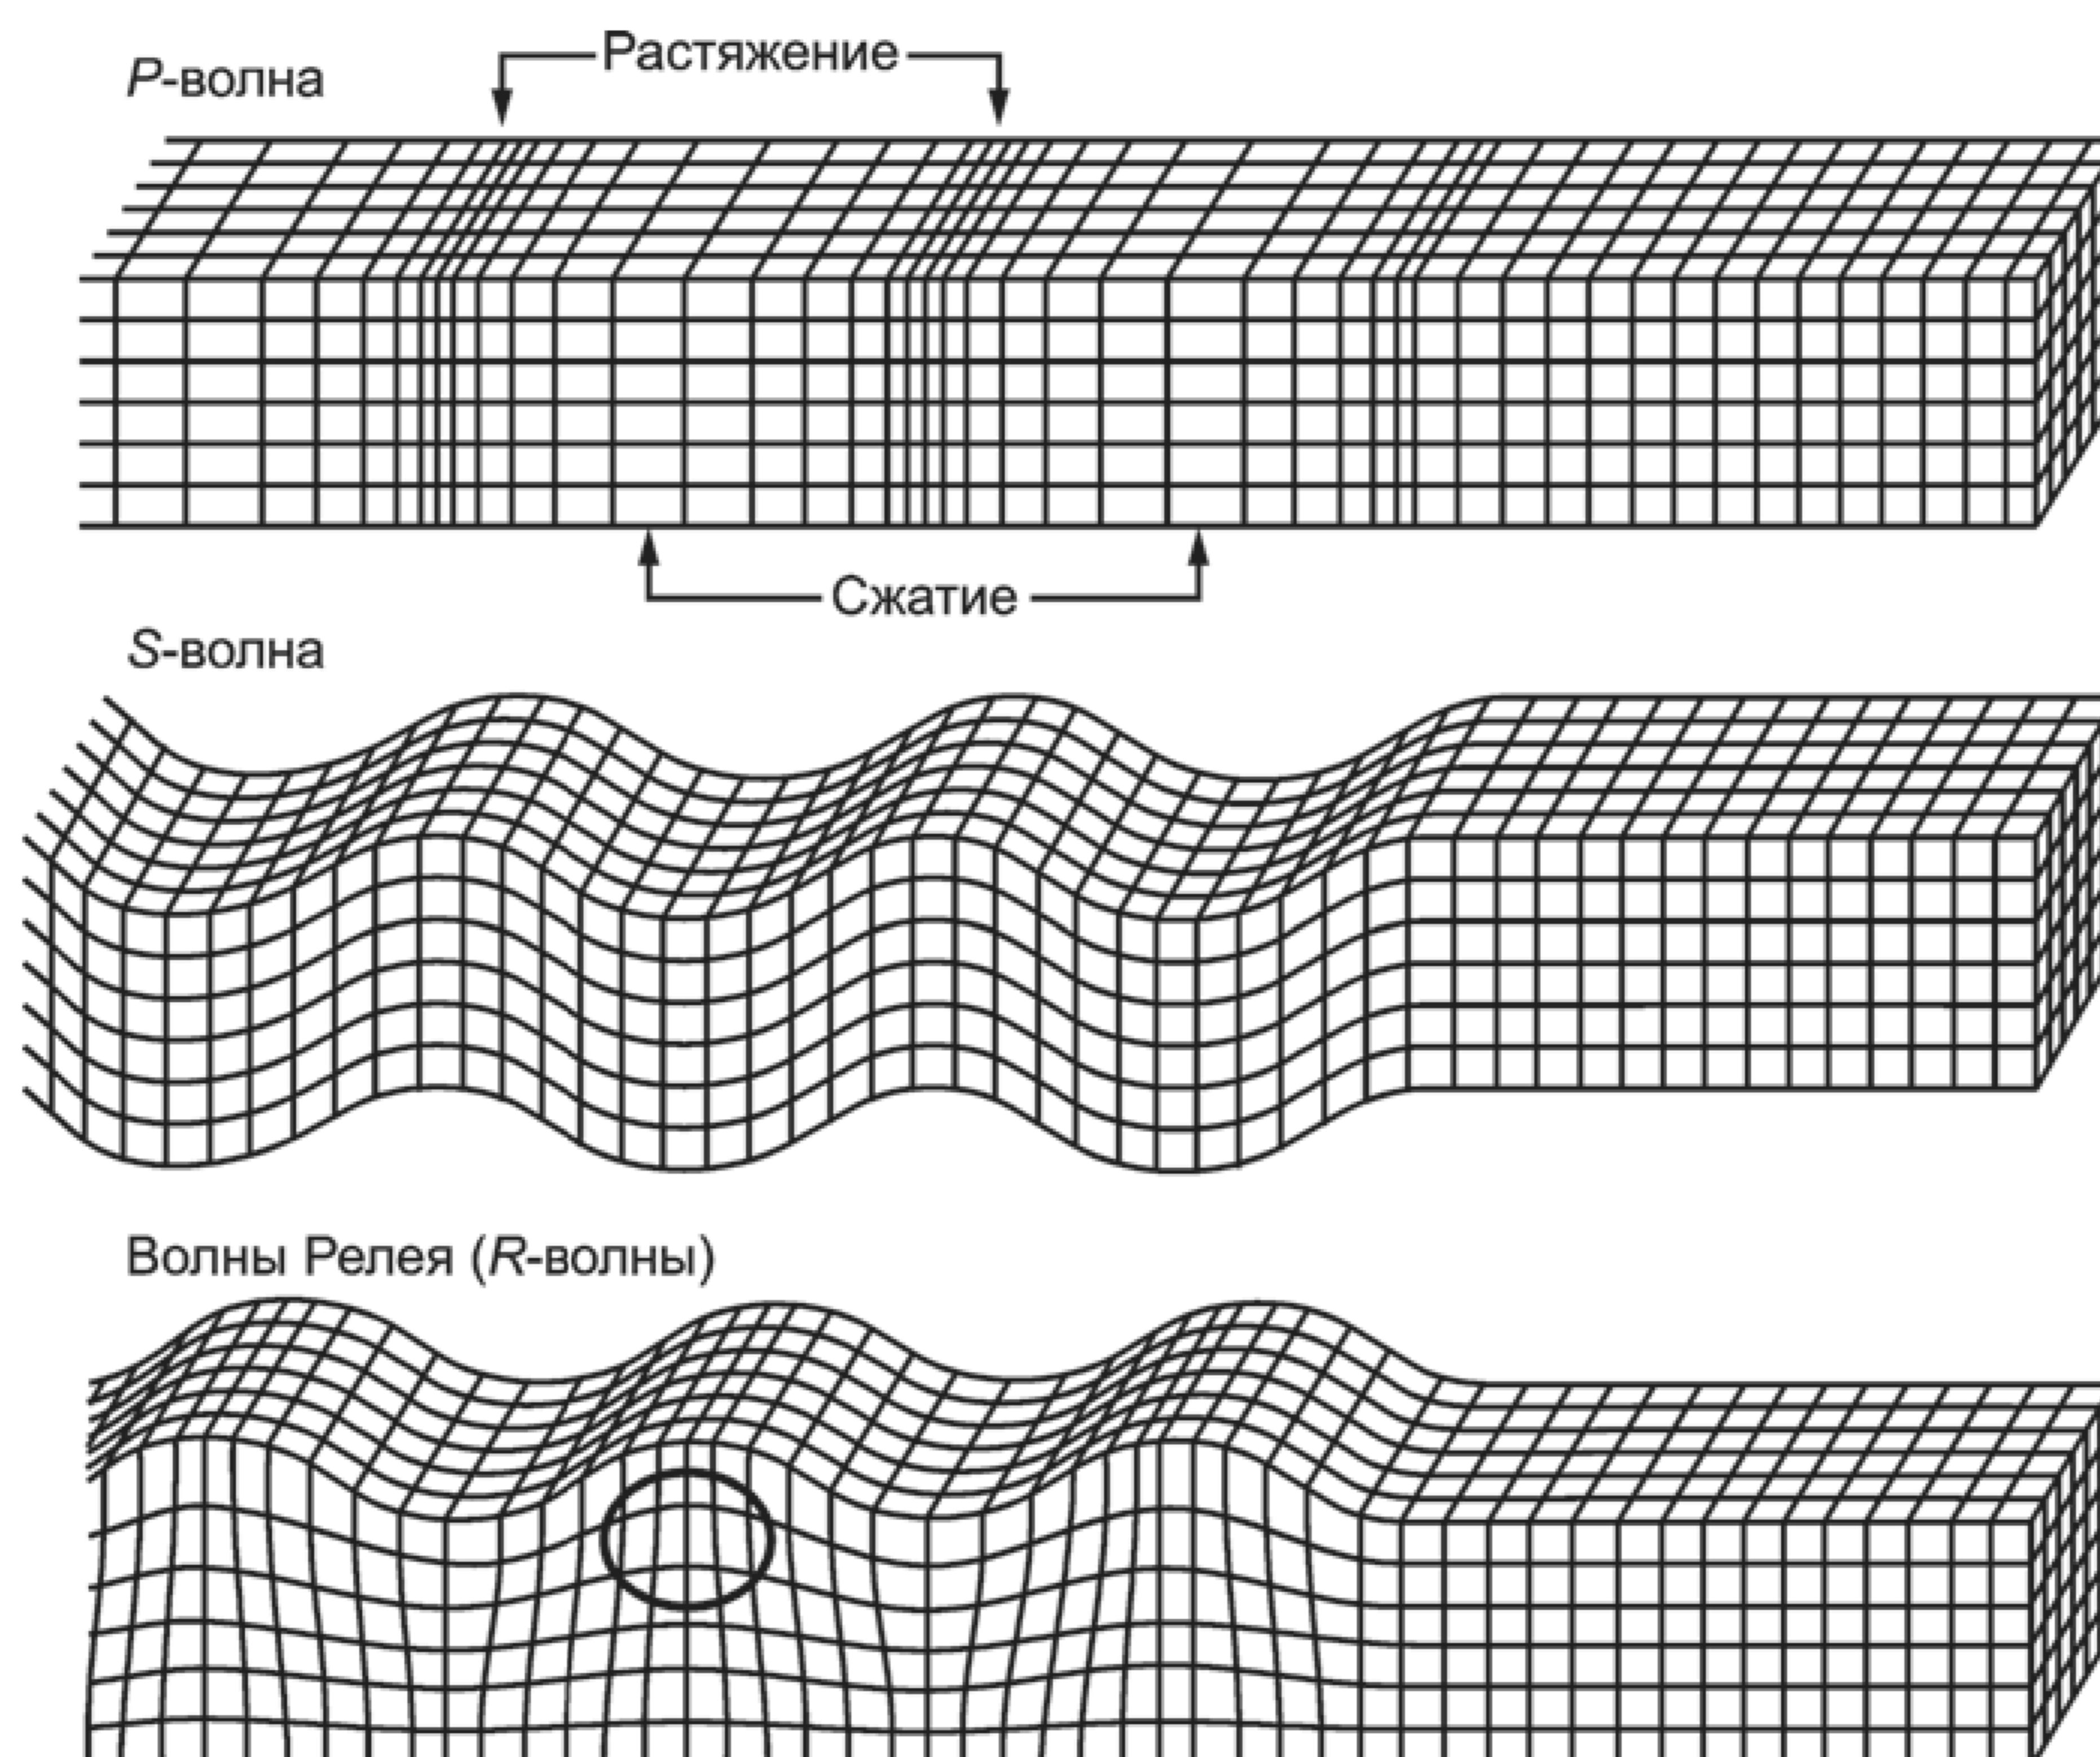 P-волна
Растяжение
Сжатие
S-волна
Волны Релея (R-волны)